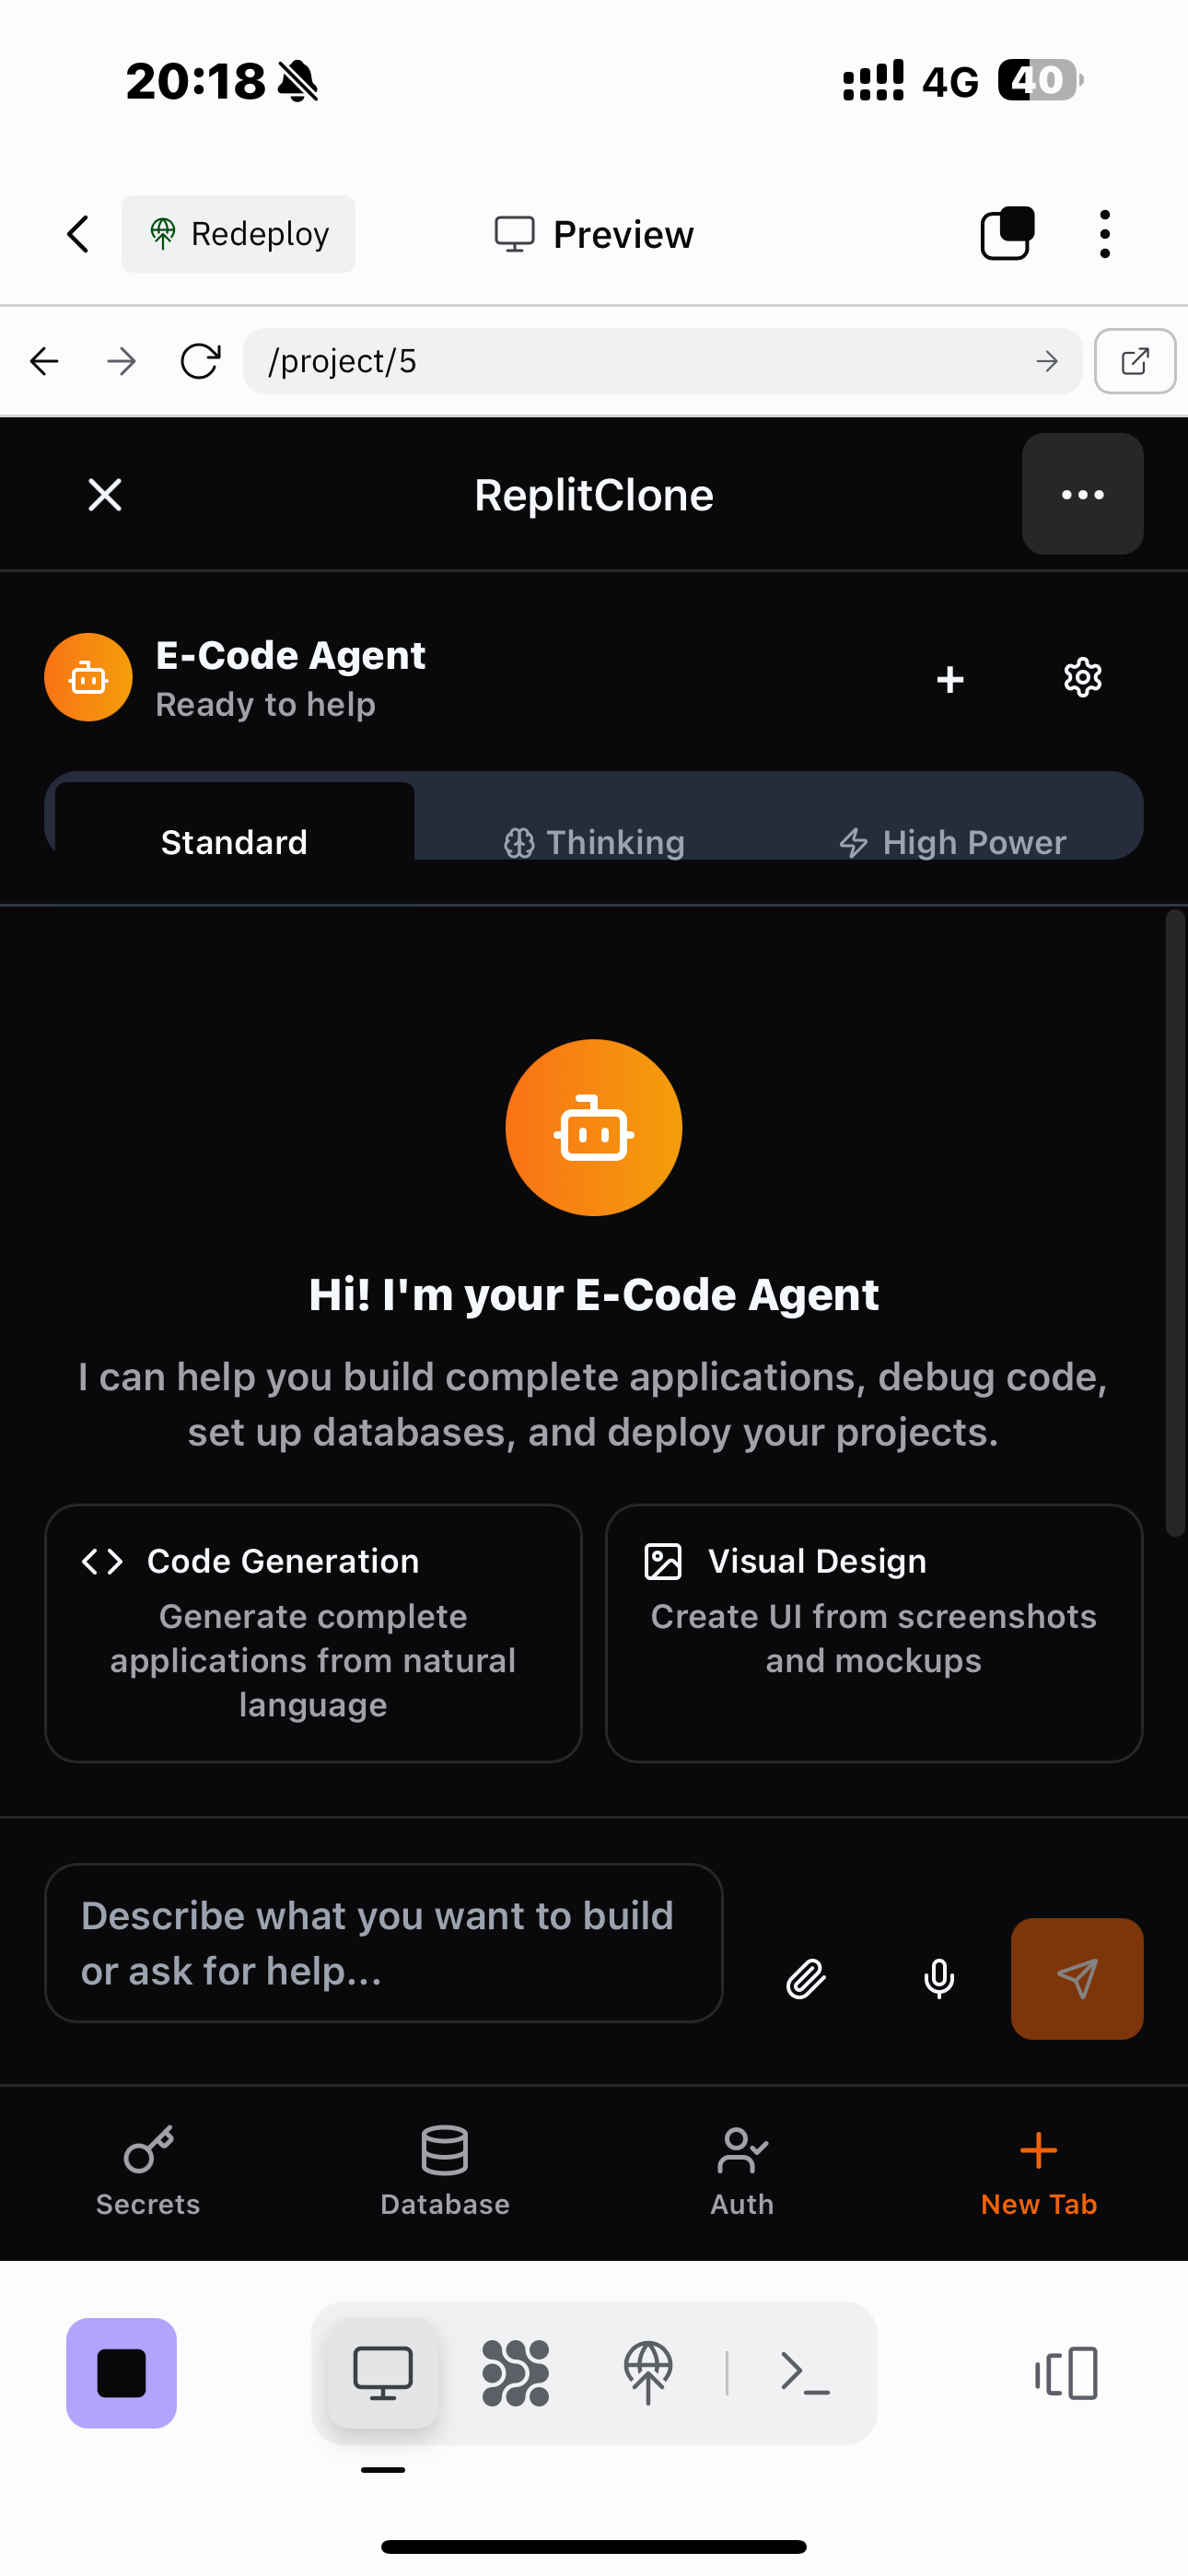 20:18
4G
40
Redeploy
Preview
/project/5
ReplitClone
E-Code Agent
Ready to help
Standard
Thinking
High Power
Hi! I'm your E-Code Agent
I can help you build complete applications, debug code,
set up databases, and deploy your projects.
Code Generation
Generate complete
applications from natural
language
Visual Design
Create UI from screenshots
and mockups
Describe what you want to build
or ask for help...
Secrets
Database
Auth
New Tab